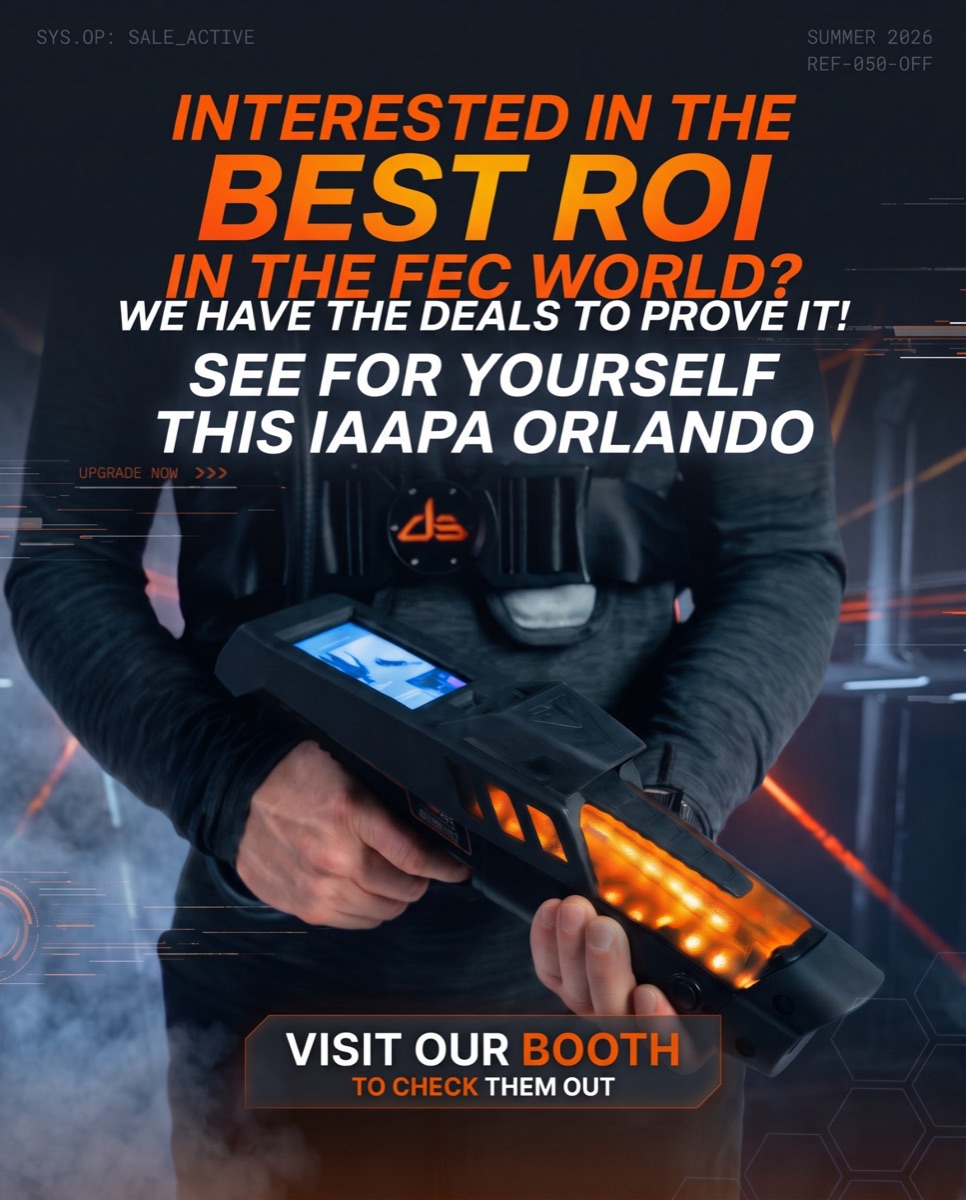 SYS.OP: SALE_ACTIVE
SUMMER 2026
REF-050-OFF
INTERESTED IN THE
BEST ROI
IN THE FEC WORLD?
WE HAVE THE DEALS TO PROVE IT!
SEE FOR YOURSELF
THIS IAAPA ORLANDO
UPGRADE NOW >>>
ds
VISIT OUR BOOTH
TO CHECK THEM OUT